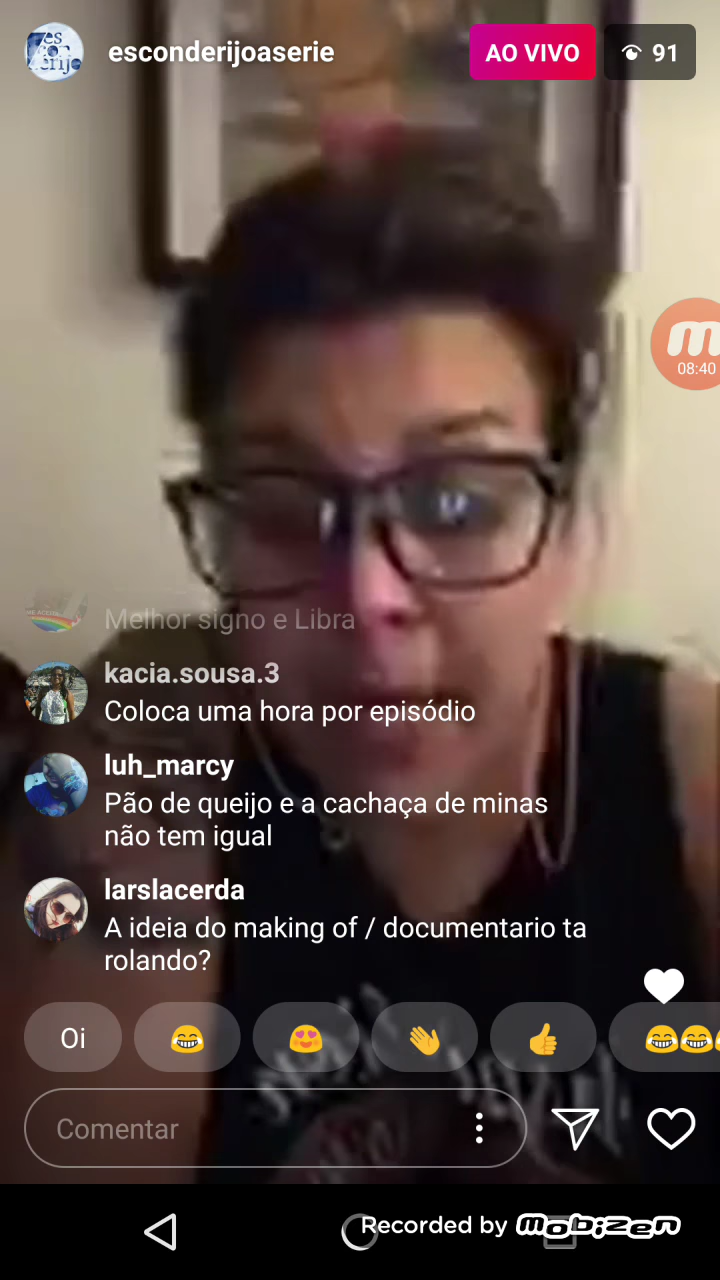 esconderijoaserie
AO VIVO
91
08:40
Melhor signo e Libra
kacia.sousa.3
Coloca uma hora por episódio
luh_marcy
Pão de queijo e a cachaça de minas
não tem igual
larslacerda
A ideia do making of / documentario ta
rolando?
Oi
Comentar
Recorded by mobizen